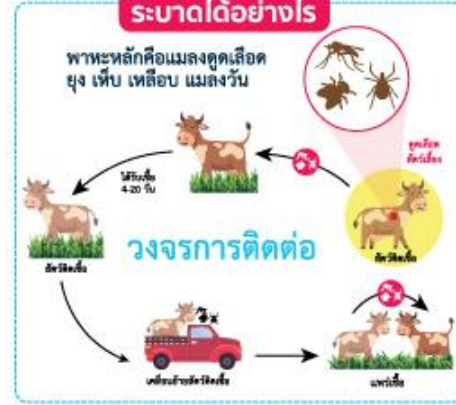 ระบาดได้อย่างไร
พาหะหลักคือแมลงดูดเลือด
ยุง เห็บ เหลือบ แมลงวัน
ดูดเลือด
สัตว์เลี้ยง
ได้รับเชื้อ
4-20 วัน
วงจรการติดต่อ
สัตว์ติดเชื้อ
สัตว์ติดเชื้อ
เคลื่อนย้ายสัตว์ติดเชื้อ
แพร่เชื้อ